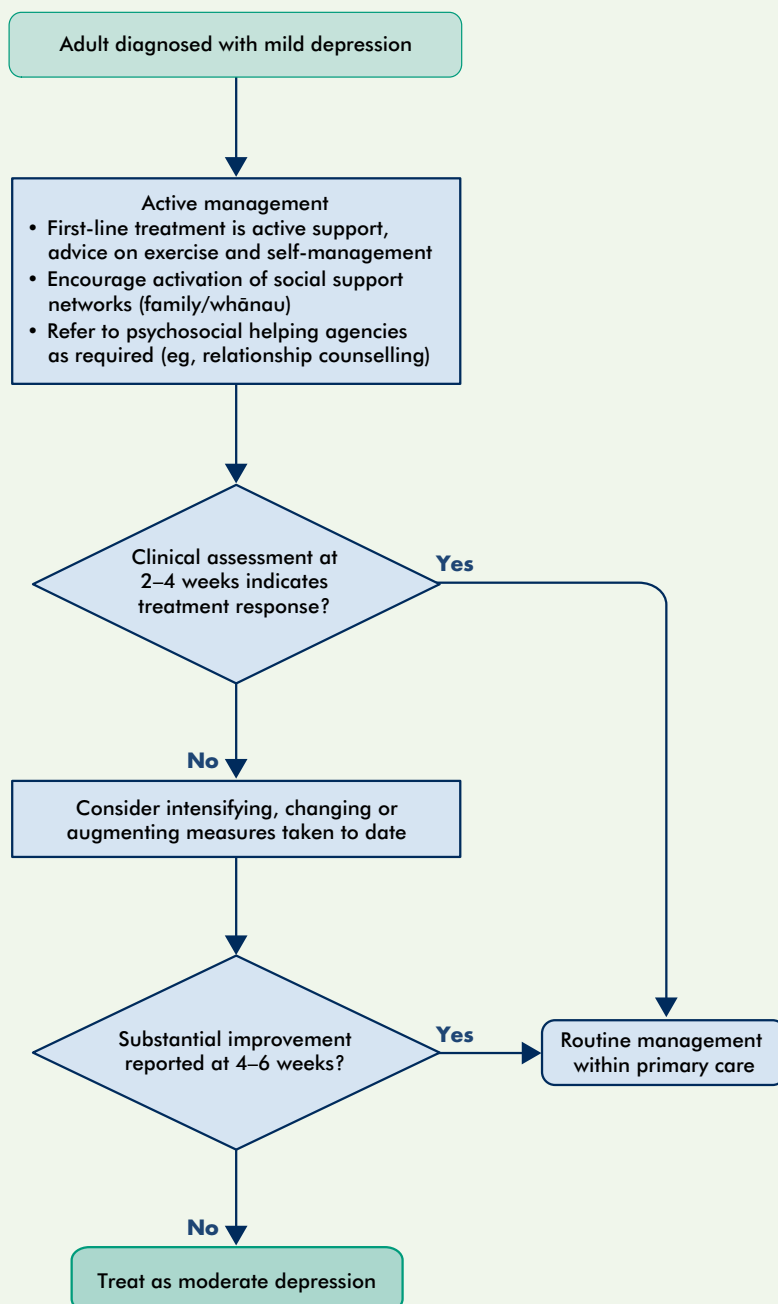 Adult diagnosed with mild depression
Active management
• First-line treatment is active support,
advice on exercise and self-management
• Encourage activation of social support
networks (family/whānau)
• Refer to psychosocial helping agencies
as required (eg, relationship counselling)
Clinical assessment at
2–4 weeks indicates
treatment response?
Yes
No
Consider intensifying, changing or
augmenting measures taken to date
Substantial improvement
reported at 4–6 weeks?
Yes
Routine management
within primary care
No
Treat as moderate depression